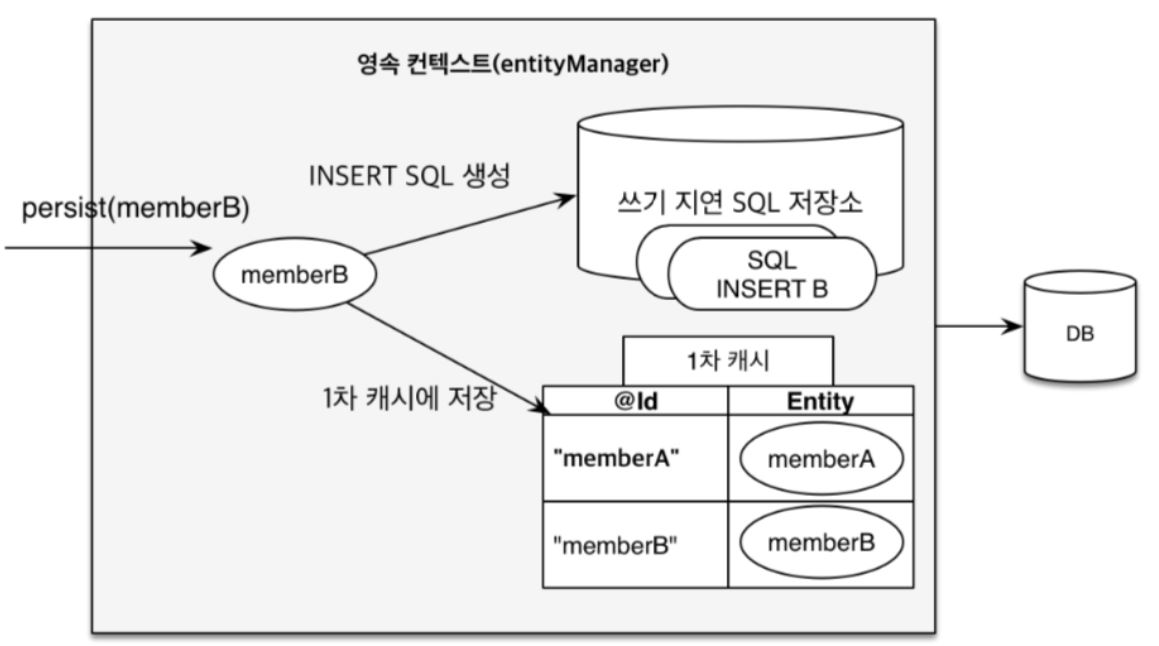 영속 컨텍스트(entityManager)
INSERT SQL 생성
persist(memberB)
memberB
쓰기 지연 SQL 저장소
SQL
INSERT B
DB
1차 캐시
1차 캐시에 저장
@Id Entity
"memberA" memberA
"memberB" memberB